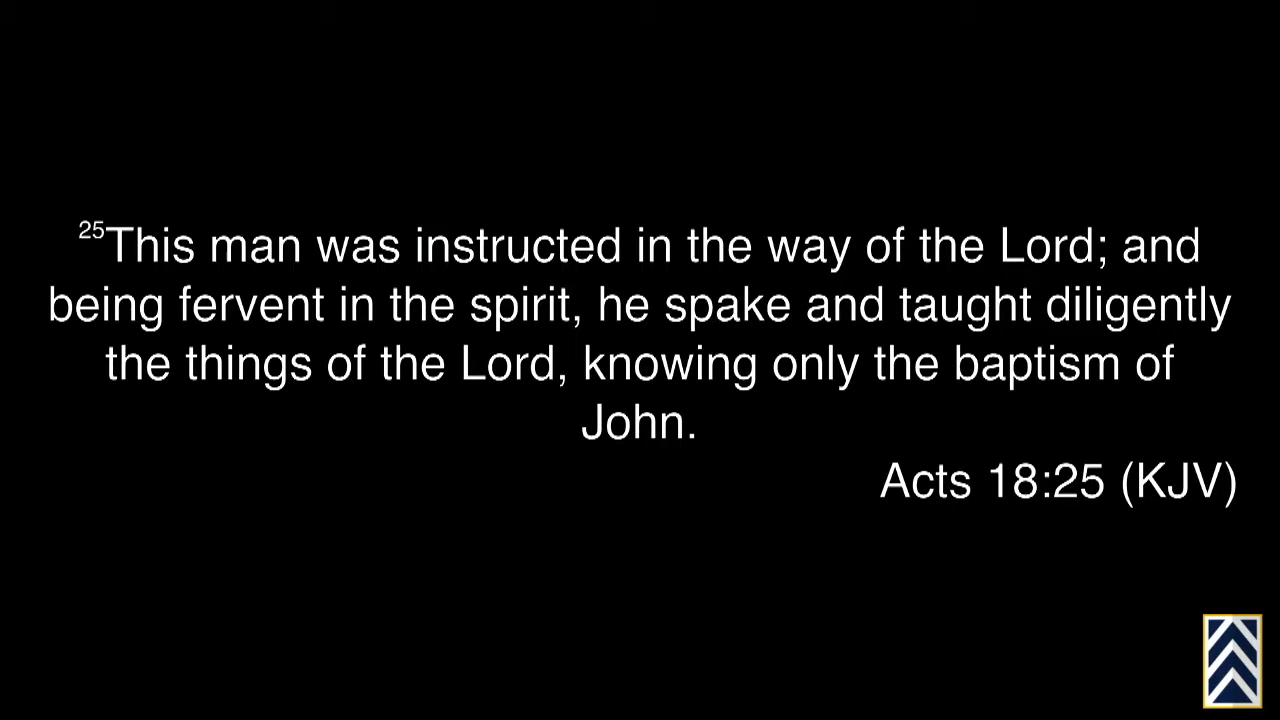 25This man was instructed in the way of the Lord; and
being fervent in the spirit, he spake and taught diligently
the things of the Lord, knowing only the baptism of
John.
Acts 18:25 (KJV)